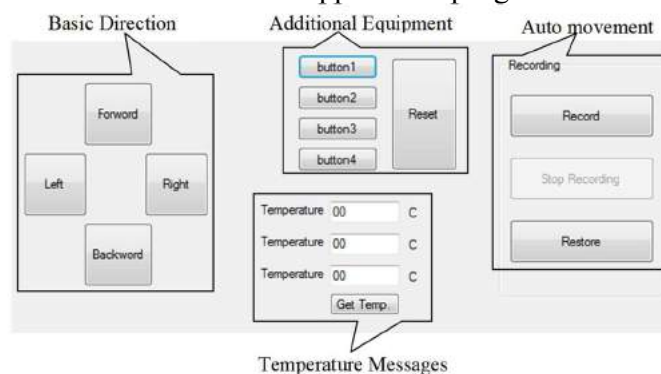 Basic Direction
Additional Equipment
Auto movement
Forword
Left
Right
Backword
button1
button2
button3
button4
Reset
Recording
Record
Stop Recording
Restore
Temperature 00 C
Temperature 00 C
Temperature 00 C
Get Temp.
Temperature Messages